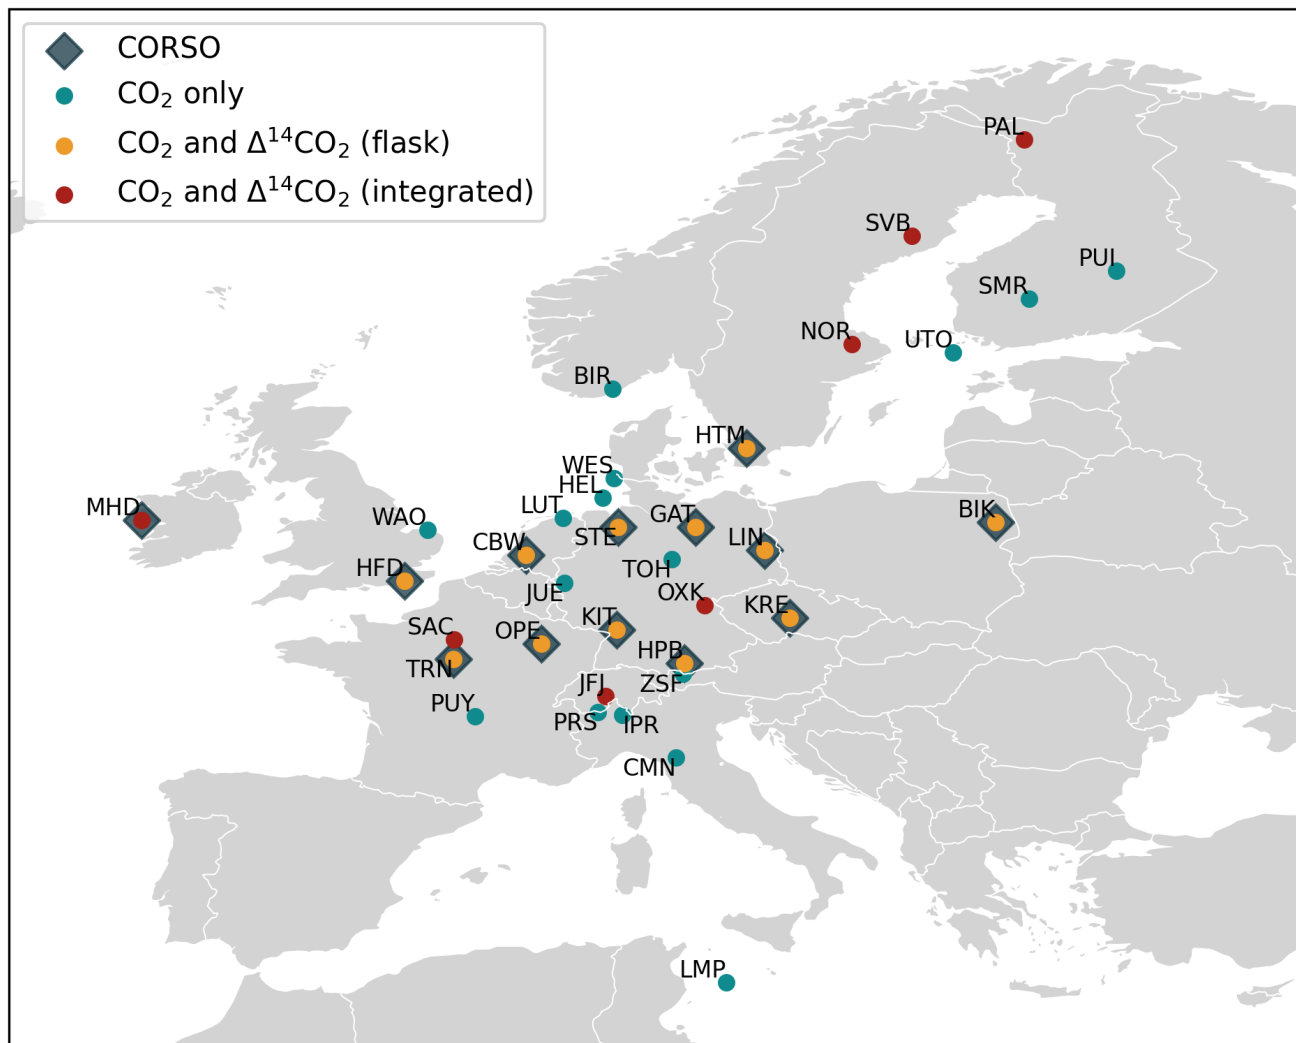 CORSO
CO₂ only
CO₂ and Δ¹⁴CO₂ (flask)
CO₂ and Δ¹⁴CO₂ (integrated)
PAL
SVB
PUI
SMR
NOR
UTO
BIR
HTM
WES
HEL
MHD
LUT
WAO
GAT
BIK
STE
LIN
CBW
HFD
TOH
JUE
OXK
KRE
KIT
SAC
OPE
HPB
TRN
JFJ
ZSF
PUY
PRS
IPR
CMN
LMP